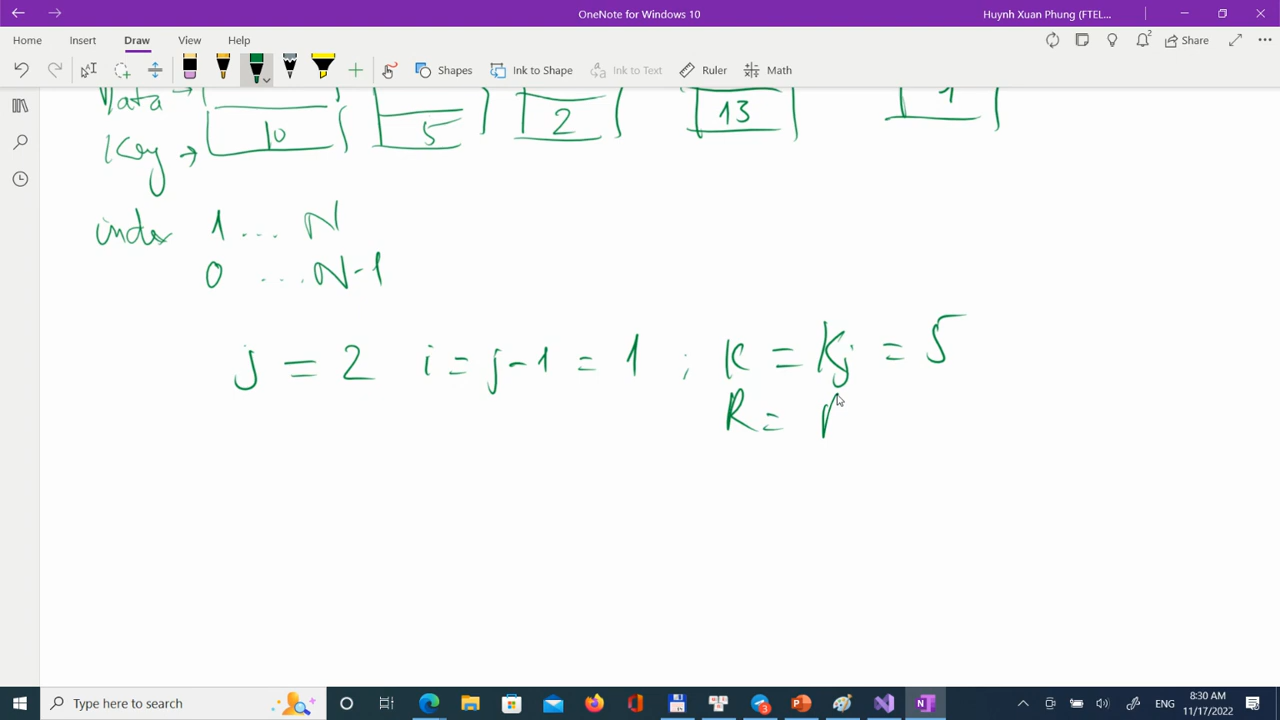 OneNote for Windows 10
Huynh Xuan Phung (FTEL...
Home Insert Draw View Help
Share
Shapes Ink to Shape Ink to Text Ruler Math
Data →
Key → 10 5 2 13 1
index 1 ... N
0 ... N-1
j = 2 i = j-1 = 1 ; K = Kj = 5
R =
Type here to search
3
ENG
8:30 AM
11/17/2022